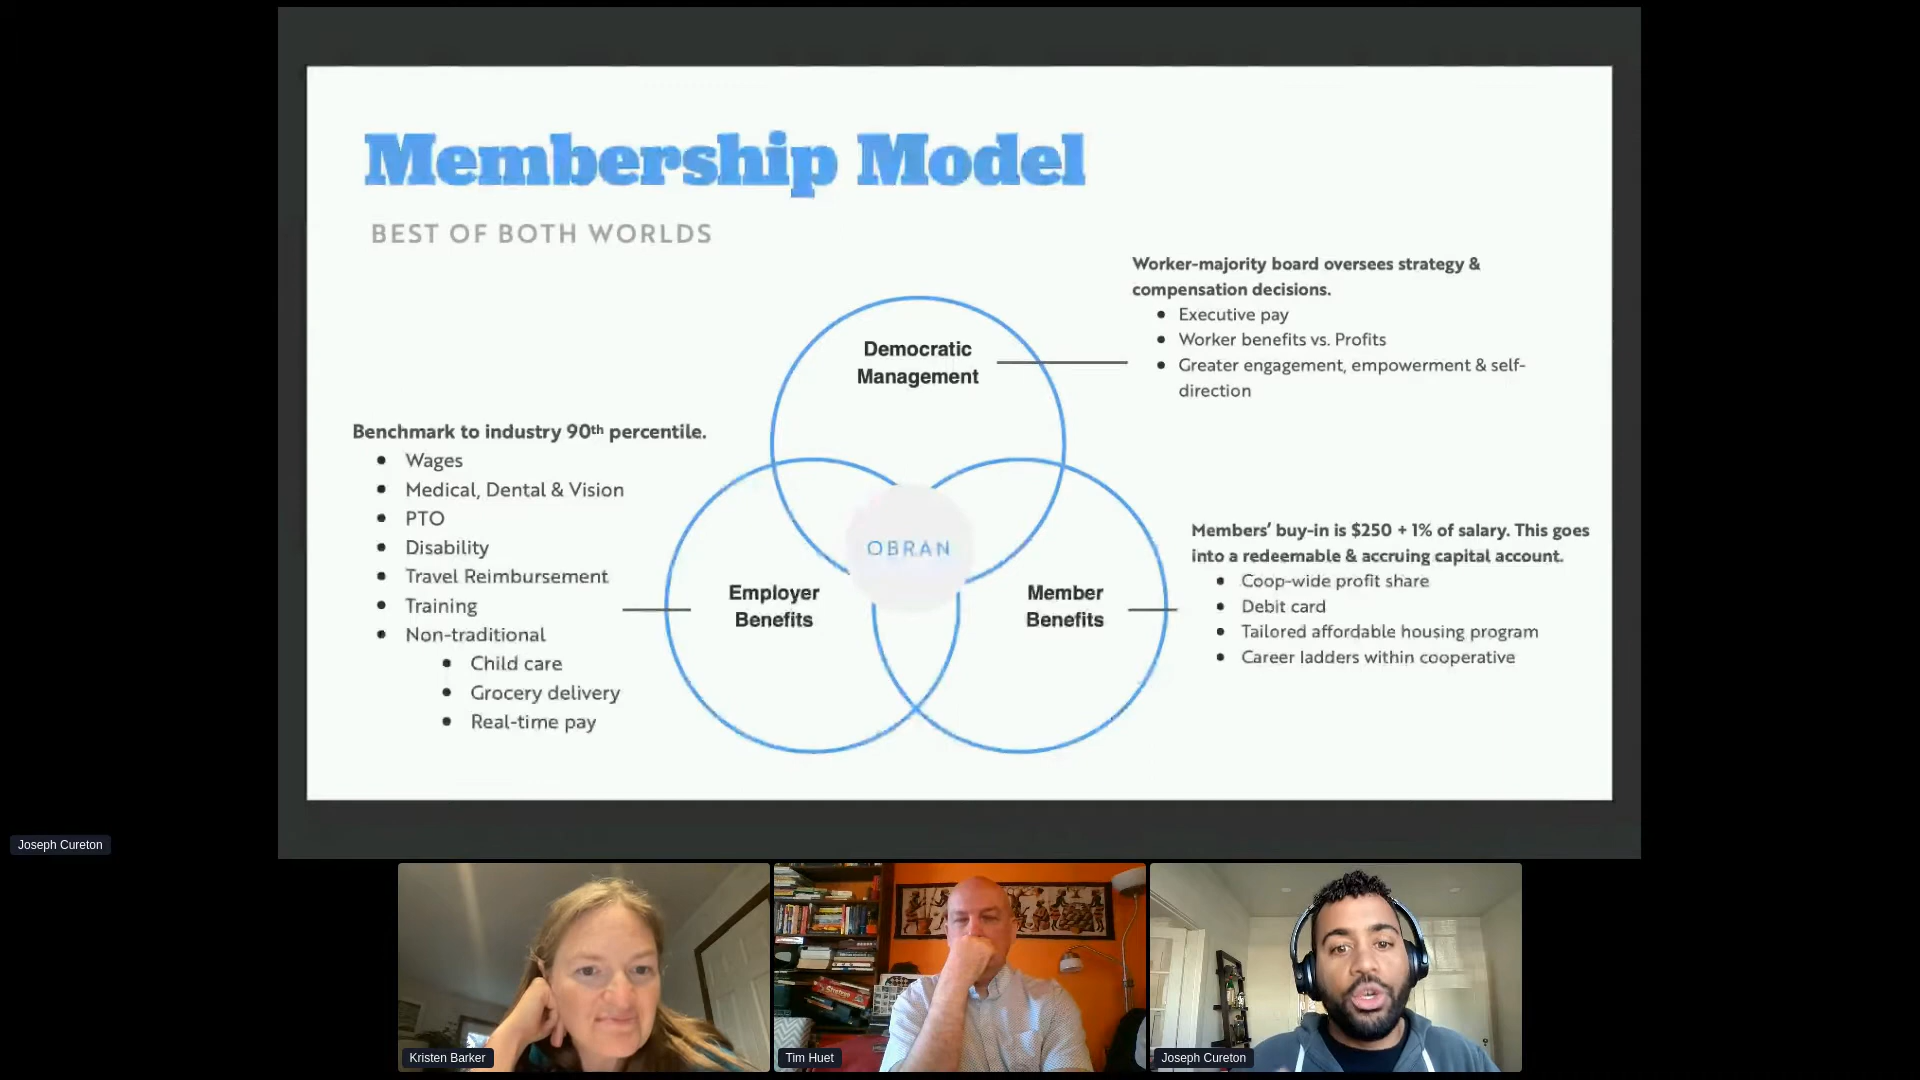 Membership Model
BEST OF BOTH WORLDS
Worker-majority board oversees strategy &
compensation decisions.
Executive pay
Worker benefits vs. Profits
Greater engagement, empowerment & self-
direction
Democratic
Management
Benchmark to industry 90th percentile.
Wages
Medical, Dental & Vision
PTO
Disability
Travel Reimbursement
Training
Non-traditional
Child care
Grocery delivery
Real-time pay
OBRAN
Employer
Benefits
Member
Benefits
Members' buy-in is $250 + 1% of salary. This goes
into a redeemable & accruing capital account.
Coop-wide profit share
Debit card
Tailored affordable housing program
Career ladders within cooperative
Joseph Cureton
Stratego
Kristen Barker
Tim Huet
Joseph Cureton